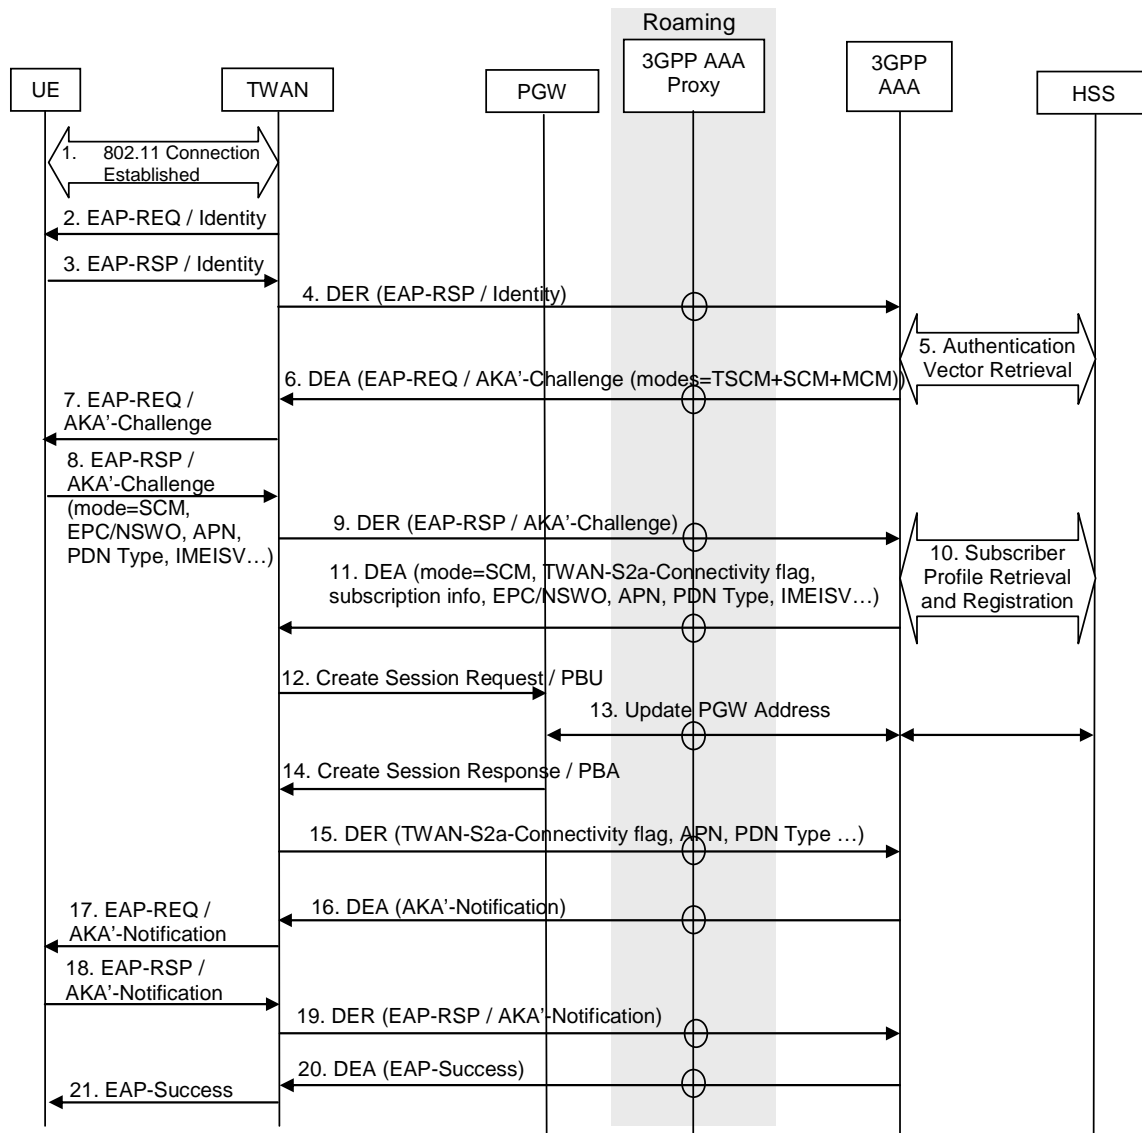 Roaming
UE
TWAN
PGW
3GPP AAA
Proxy
3GPP
AAA
HSS
1. 802.11 Connection
Established
2. EAP-REQ / Identity
3. EAP-RSP / Identity
4. DER (EAP-RSP / Identity)
5. Authentication
Vector Retrieval
6. DEA (EAP-REQ / AKA'-Challenge (modes=TSCM+SCM+MCM))
7. EAP-REQ /
AKA'-Challenge
8. EAP-RSP /
AKA'-Challenge
(mode=SCM,
EPC/NSWO, APN,
PDN Type, IMEISV…)
9. DER (EAP-RSP / AKA'-Challenge)
10. Subscriber
Profile Retrieval
and Registration
11. DEA (mode=SCM, TWAN-S2a-Connectivity flag,
subscription info, EPC/NSWO, APN, PDN Type, IMEISV…)
12. Create Session Request / PBU
13. Update PGW Address
14. Create Session Response / PBA
15. DER (TWAN-S2a-Connectivity flag, APN, PDN Type …)
16. DEA (AKA'-Notification)
17. EAP-REQ /
AKA'-Notification
18. EAP-RSP /
AKA'-Notification
19. DER (EAP-RSP / AKA'-Notification)
20. DEA (EAP-Success)
21. EAP-Success